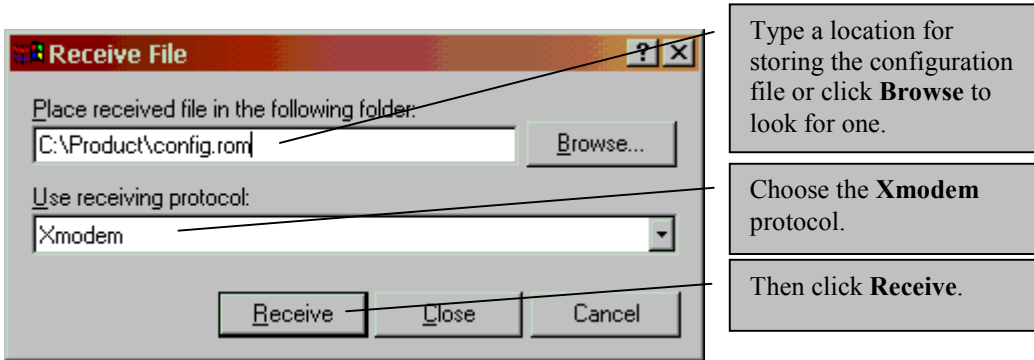 Receive File
Place received file in the following folder:
C:\Product\config.rom
Browse...
Use receiving protocol:
Xmodem
Receive
Close
Cancel
Type a location for
storing the configuration
file or click Browse to
look for one.
Choose the Xmodem
protocol.
Then click Receive.